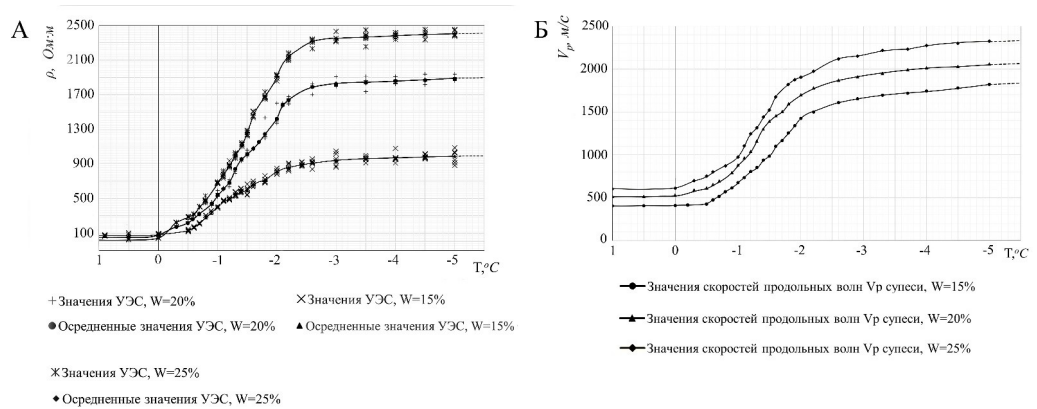 А
ρ, Ом·м
2500
2100
1700
1300
900
500
100
1 0 -1 -2 -3 -4 -5
T,°C
+ Значения УЭС, W=20%
× Значения УЭС, W=15%
● Осредненные значения УЭС, W=20%
▲ Осредненные значения УЭС, W=15%
Значения УЭС, W=25%
◆ Осредненные значения УЭС, W=25%
Б
Vp, м/с
2500
2000
1500
1000
500
0
1 0 -1 -2 -3 -4 -5
T,°C
Значения скоростей продольных волн Vp супеси, W=15%
Значения скоростей продольных волн Vp супеси, W=20%
Значения скоростей продольных волн Vp супеси, W=25%